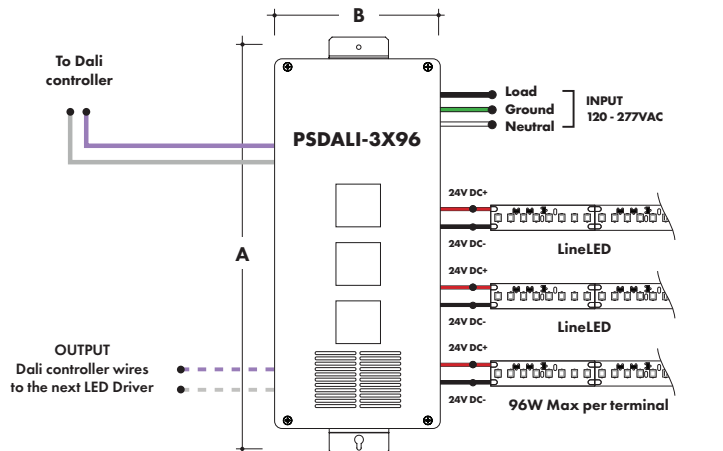 B
To Dali
controller
Load
Ground
Neutral
INPUT
120 - 277VAC
PSDALI-3X96
24V DC+
24V DC-
LineLED
A
24V DC+
24V DC-
LineLED
24V DC+
24V DC-
96W Max per terminal
OUTPUT
Dali controller wires
to the next LED Driver